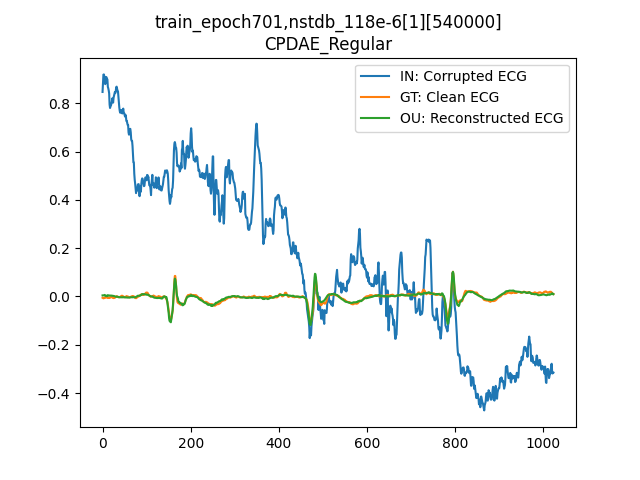 train_epoch701,nstdb_118e-6[1][540000]
CPDAE_Regular
IN: Corrupted ECG
GT: Clean ECG
OU: Reconstructed ECG
0.8
0.6
0.4
0.2
0.0
−0.2
−0.4
0 200 400 600 800 1000